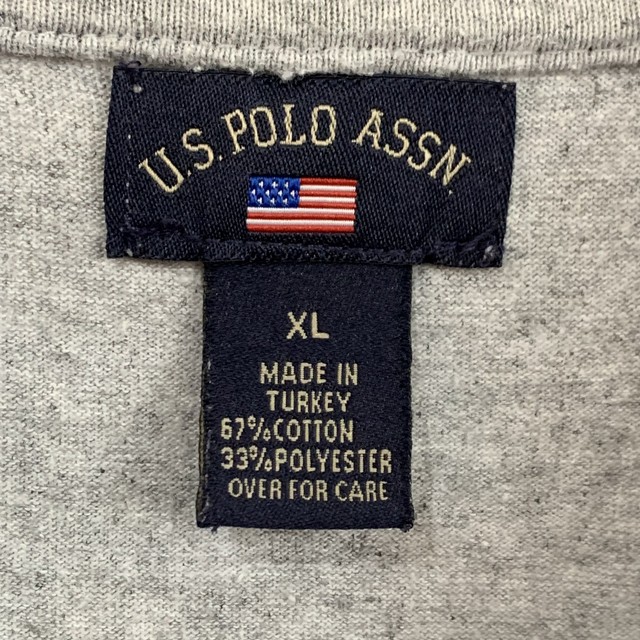 U.S. POLO ASSN.
XL
MADE IN
TURKEY
67%COTTON
33%POLYESTER
OVER FOR CARE